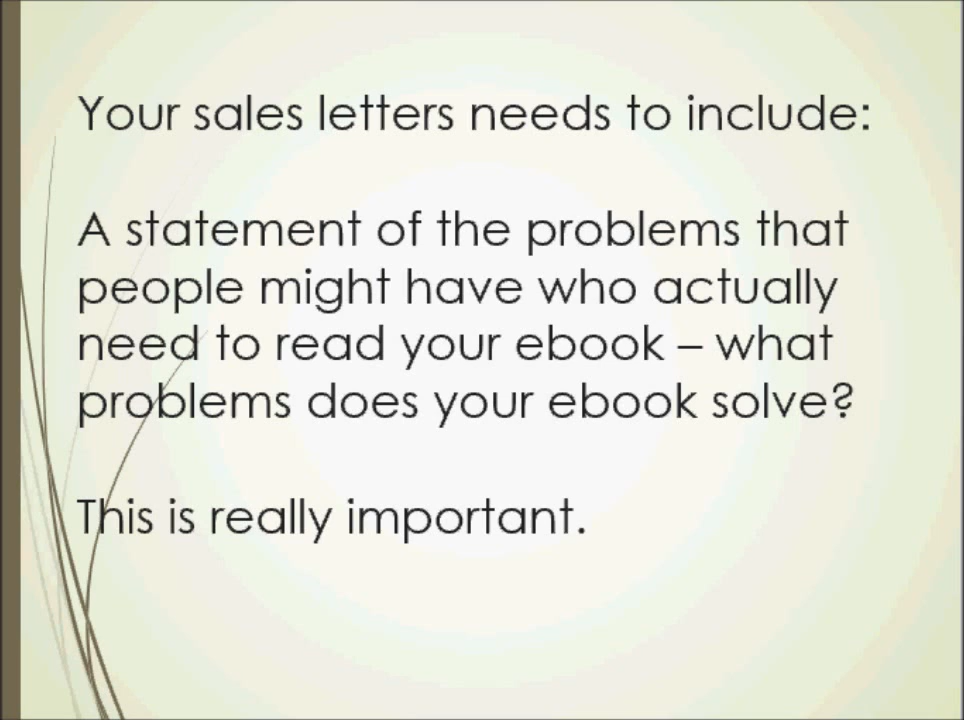 Your sales letters needs to include:
A statement of the problems that
people might have who actually
need to read your ebook – what
problems does your ebook solve?
This is really important.